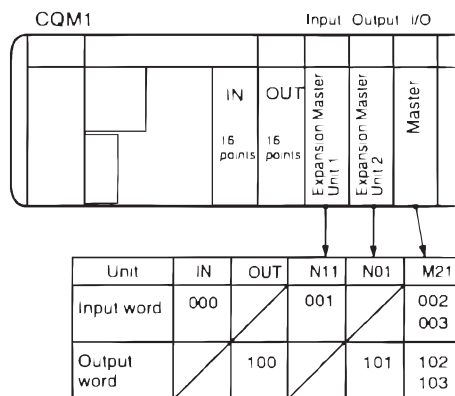 CQM1
Input Output I/O
IN
OUT
16
points
16
points
Expansion Master
Unit 1
Expansion Master
Unit 2
Master
Unit IN OUT N11 N01 M21
Input word 000 001 002
003
Output
word 100 101 102
103